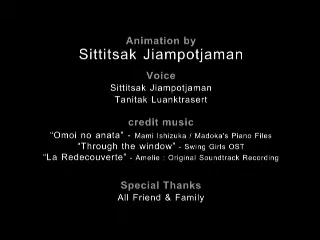 Animation by
Sittitsak Jiampotjaman
Voice
Sittitsak Jiampotjaman
Tanitak Luanktrasert
credit music
“Omoi no anata” - Mami Ishizuka / Madoka's Piano Files
“Through the window” - Swing Girls OST
“La Redecouverte” - Amelie : Original Soundtrack Recording
Special Thanks
All Friend & Family